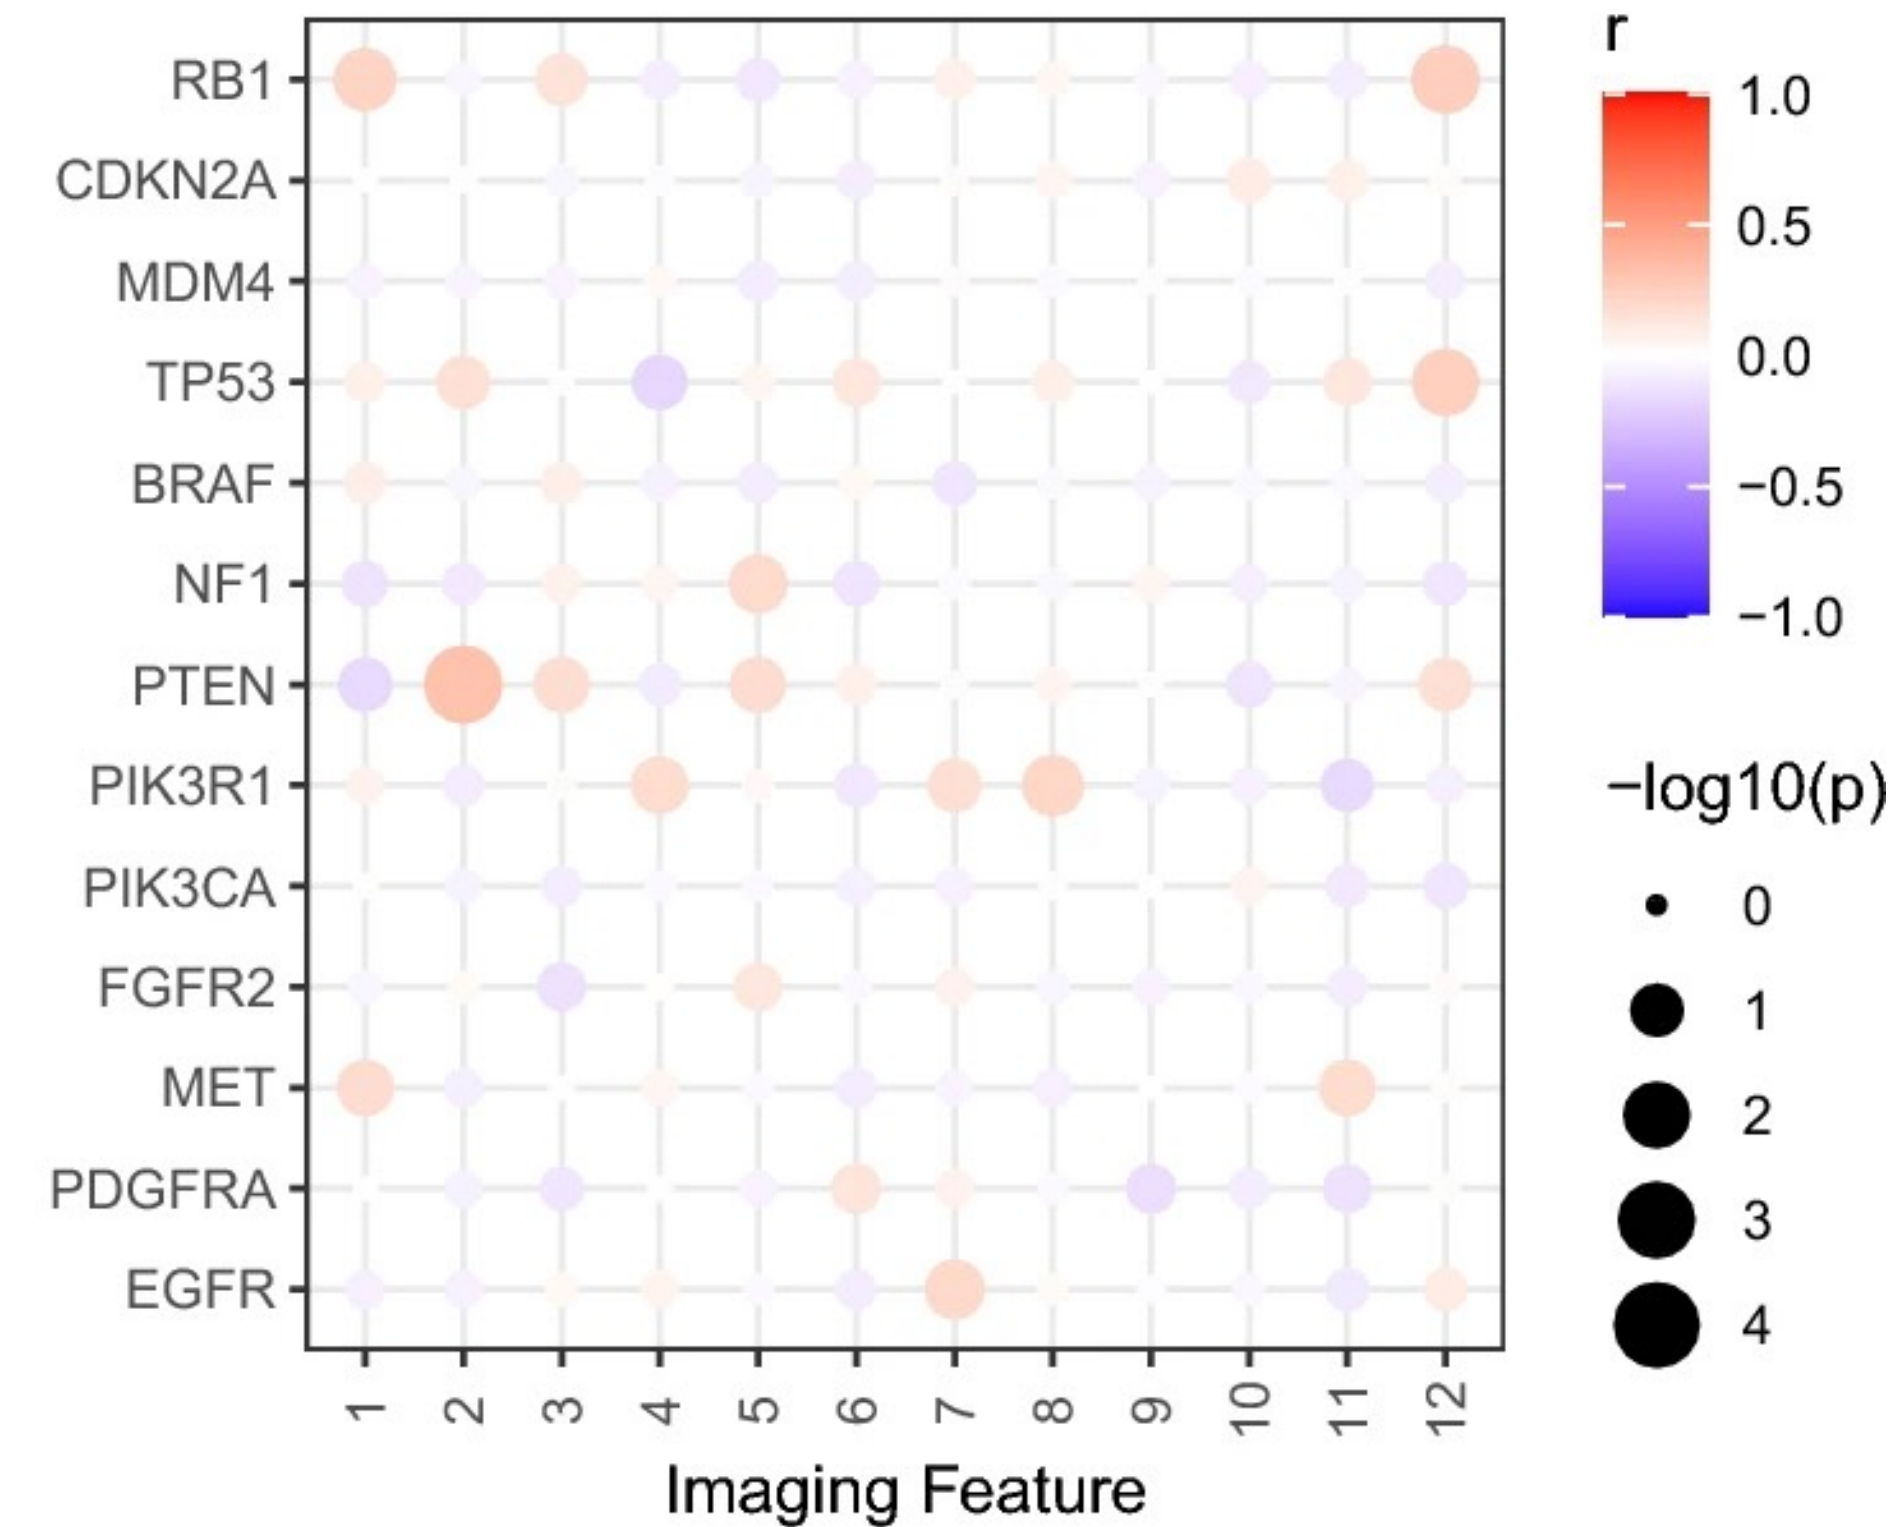 RB1
CDKN2A
MDM4
TP53
BRAF
NF1
PTEN
PIK3R1
PIK3CA
FGFR2
MET
PDGFRA
EGFR
1 2 3 4 5 6 7 8 9 10 11 12
Imaging Feature
r
1.0
0.5
0.0
−0.5
−1.0
−log10(p)
0
1
2
3
4